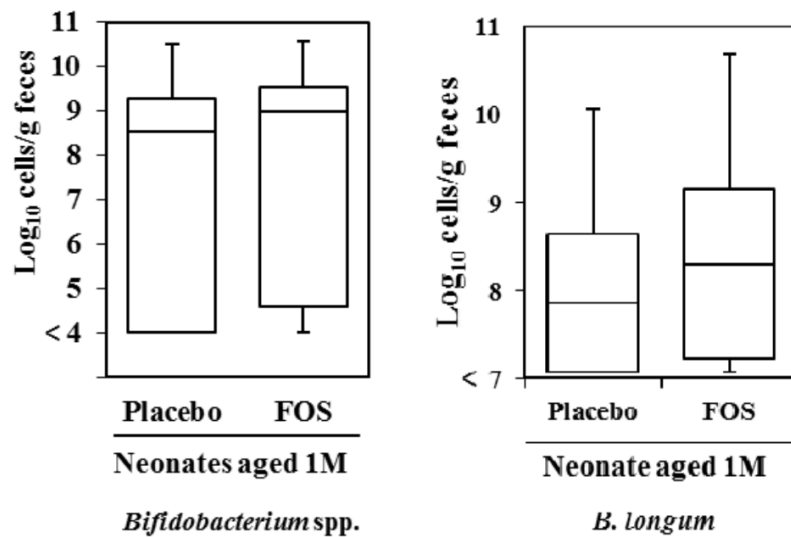 Log₁₀ cells/g feces
11
10
9
8
7
6
5
< 4
Placebo FOS
Neonates aged 1M
Bifidobacterium spp.
Log₁₀ cells/g feces
11
10
9
8
< 7
Placebo FOS
Neonate aged 1M
B. longum